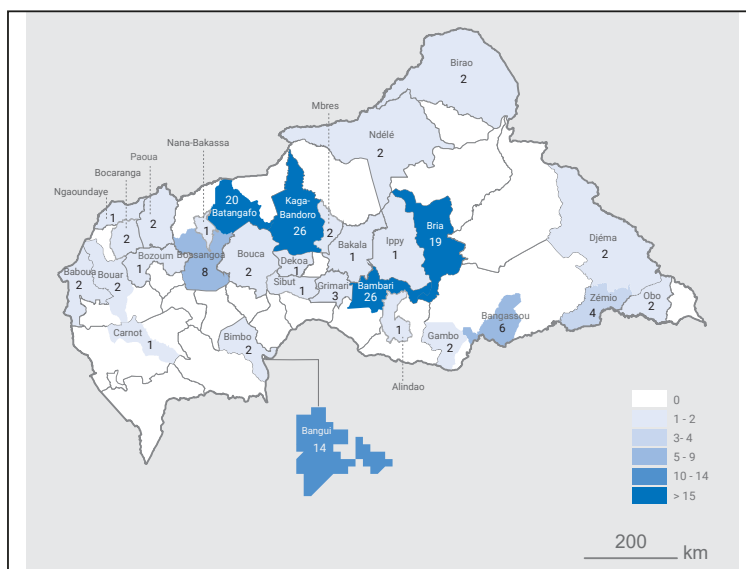 Birao
2
Mbres
Ndélé
2
Nana-Bakassa
Paoua
Bocaranga
Ngaoundaye
1
2
2
1
20
Batangafo
Kaga-
Bandoro
26
2
Bakala
1
Ippy
1
Bria
19
Djéma
2
Baboua
2
Bouar
2
Bozoum
1
Bossangoa
8
Bouca
2
Dekoa
1
Sibut
1
Grimari
3
Bambari
26
Zémio
4
Obo
2
Bangassou
6
Carnot
1
Bimbo
2
1
Gambo
2
Alindao
Bangui
14
0
1 - 2
3- 4
5 - 9
10 - 14
> 15
200
km